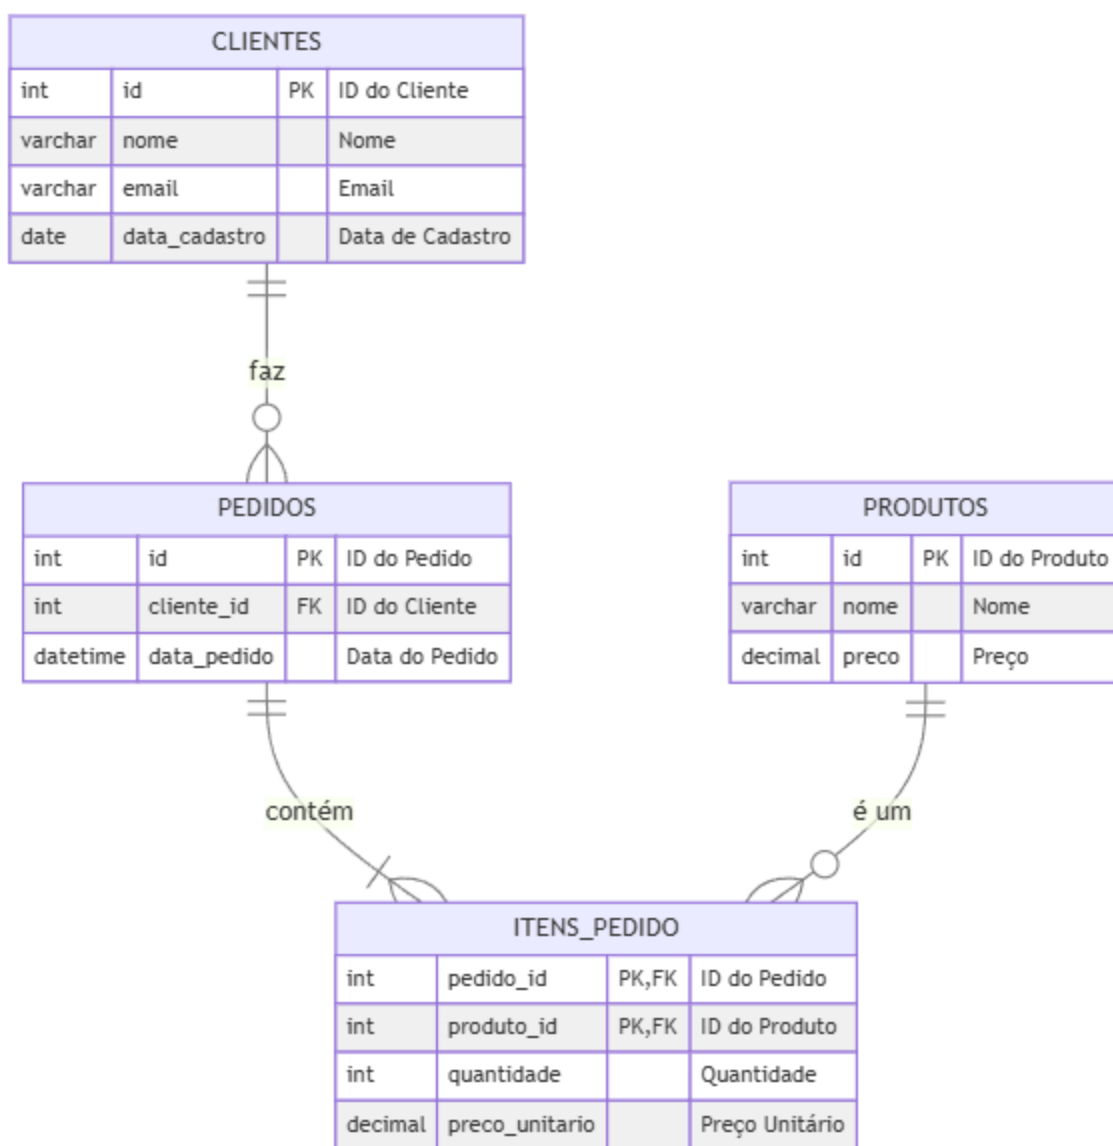 CLIENTES
int id PK ID do Cliente
varchar nome Nome
varchar email Email
date data_cadastro Data de Cadastro
faz
PEDIDOS
int id PK ID do Pedido
int cliente_id FK ID do Cliente
datetime data_pedido Data do Pedido
PRODUTOS
int id PK ID do Produto
varchar nome Nome
decimal preco Preço
contém
é um
ITENS_PEDIDO
int pedido_id PK,FK ID do Pedido
int produto_id PK,FK ID do Produto
int quantidade Quantidade
decimal preco_unitario Preço Unitário